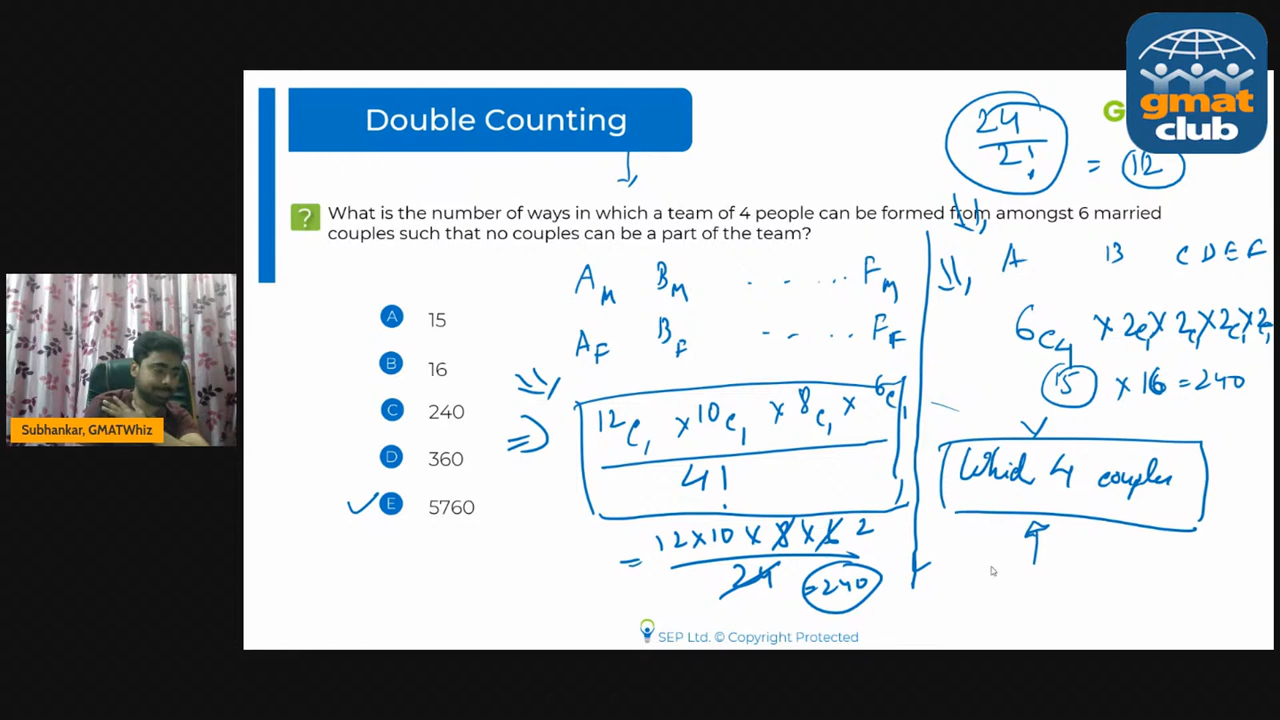 gmat club
Double Counting
G
24
2!
= 12
? What is the number of ways in which a team of 4 people can be formed from amongst 6 married
couples such that no couples can be a part of the team?
A 15
B 16
C 240
D 360
E 5760
A_M B_M - - ... F_M
A_F B_F - - ... F_F
12c₁ × 10c₁ × 8c₁ × 6c₁
4!
= 12 × 10 × 8 × 6 2
24 = 240
A B C D E F
6c₄ × 2c₁ × 2c₁ × 2c₁ × 2c₁
15 × 16 = 240
Which 4 couples
Subhankar, GMATWhiz
SEP Ltd. © Copyright Protected